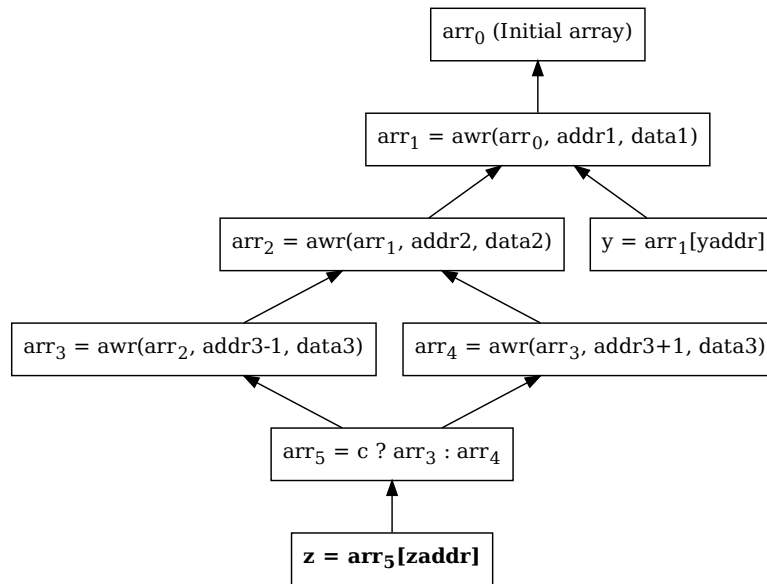 arr₀ (Initial array)
arr₁ = awr(arr₀, addr1, data1)
arr₂ = awr(arr₁, addr2, data2)
y = arr₁[yaddr]
arr₃ = awr(arr₂, addr3-1, data3)
arr₄ = awr(arr₃, addr3+1, data3)
arr₅ = c ? arr₃ : arr₄
z = arr₅[zaddr]